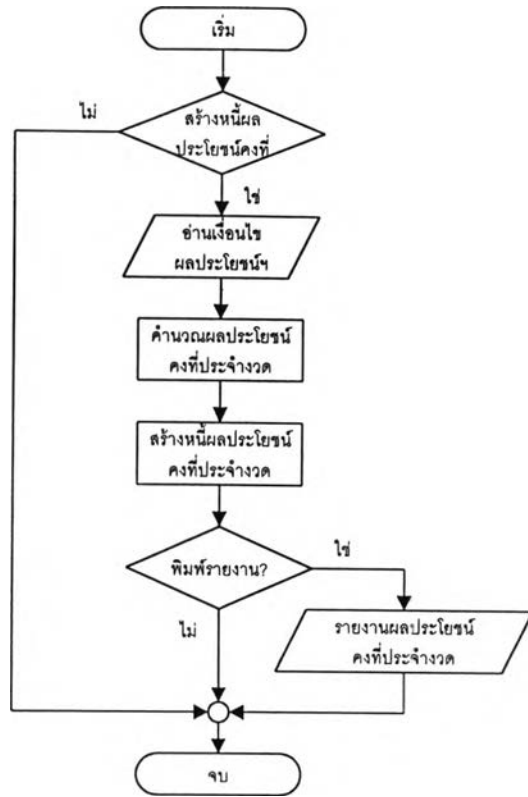 เริ่ม
ไม่
สร้างหนี้ผล
ประโยชน์คงที่
ใช่
อ่านเงื่อนไข
ผลประโยชน์ฯ
คำนวณผลประโยชน์
คงที่ประจำงวด
สร้างหนี้ผลประโยชน์
คงที่ประจำงวด
ใช่
พิมพ์รายงาน?
ไม่
รายงานผลประโยชน์
คงที่ประจำงวด
จบ